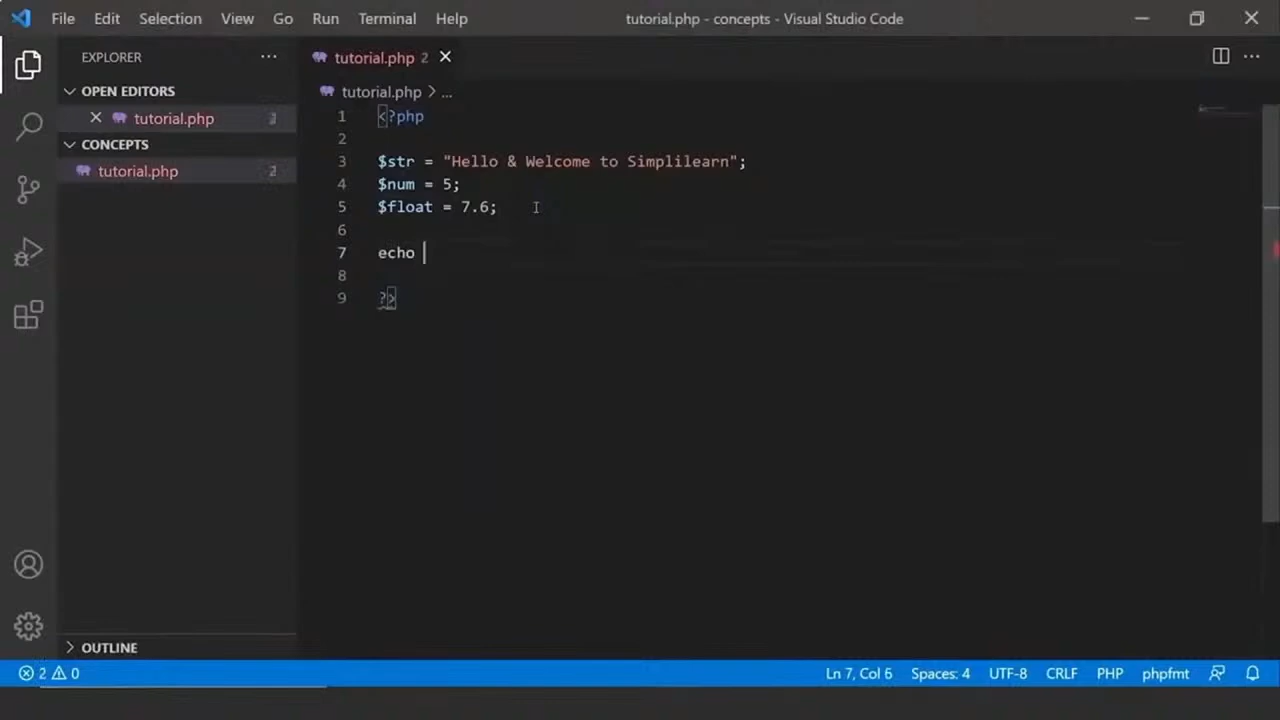 File Edit Selection View Go Run Terminal Help tutorial.php - concepts - Visual Studio Code
EXPLORER ...
OPEN EDITORS
tutorial.php 2
CONCEPTS
tutorial.php 2
OUTLINE
tutorial.php 2
tutorial.php > ...
1 <?php
2
3 $str = "Hello & Welcome to Simplilearn";
4 $num = 5;
5 $float = 7.6;
6
7 echo
8
9 ?>
2 0 Ln 7, Col 6 Spaces: 4 UTF-8 CRLF PHP phpfmt